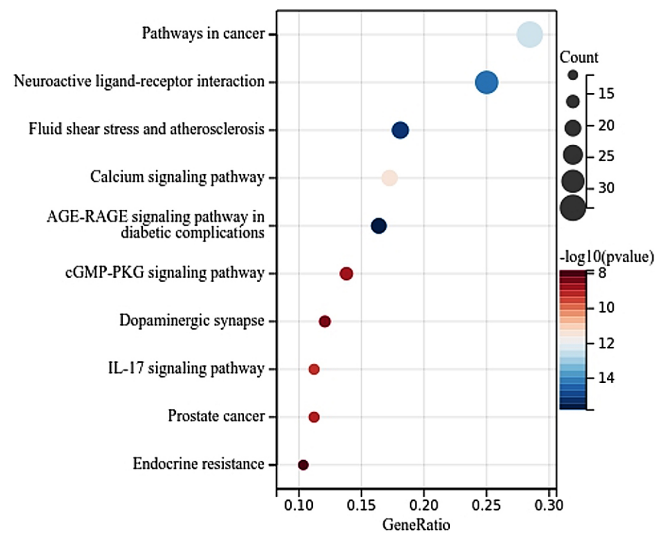 Pathways in cancer
Neuroactive ligand-receptor interaction
Fluid shear stress and atherosclerosis
Calcium signaling pathway
AGE-RAGE signaling pathway in
diabetic complications
cGMP-PKG signaling pathway
Dopaminergic synapse
IL-17 signaling pathway
Prostate cancer
Endocrine resistance
0.10 0.15 0.20 0.25 0.30
GeneRatio
Count
15
20
25
30
-log10(pvalue)
8
10
12
14